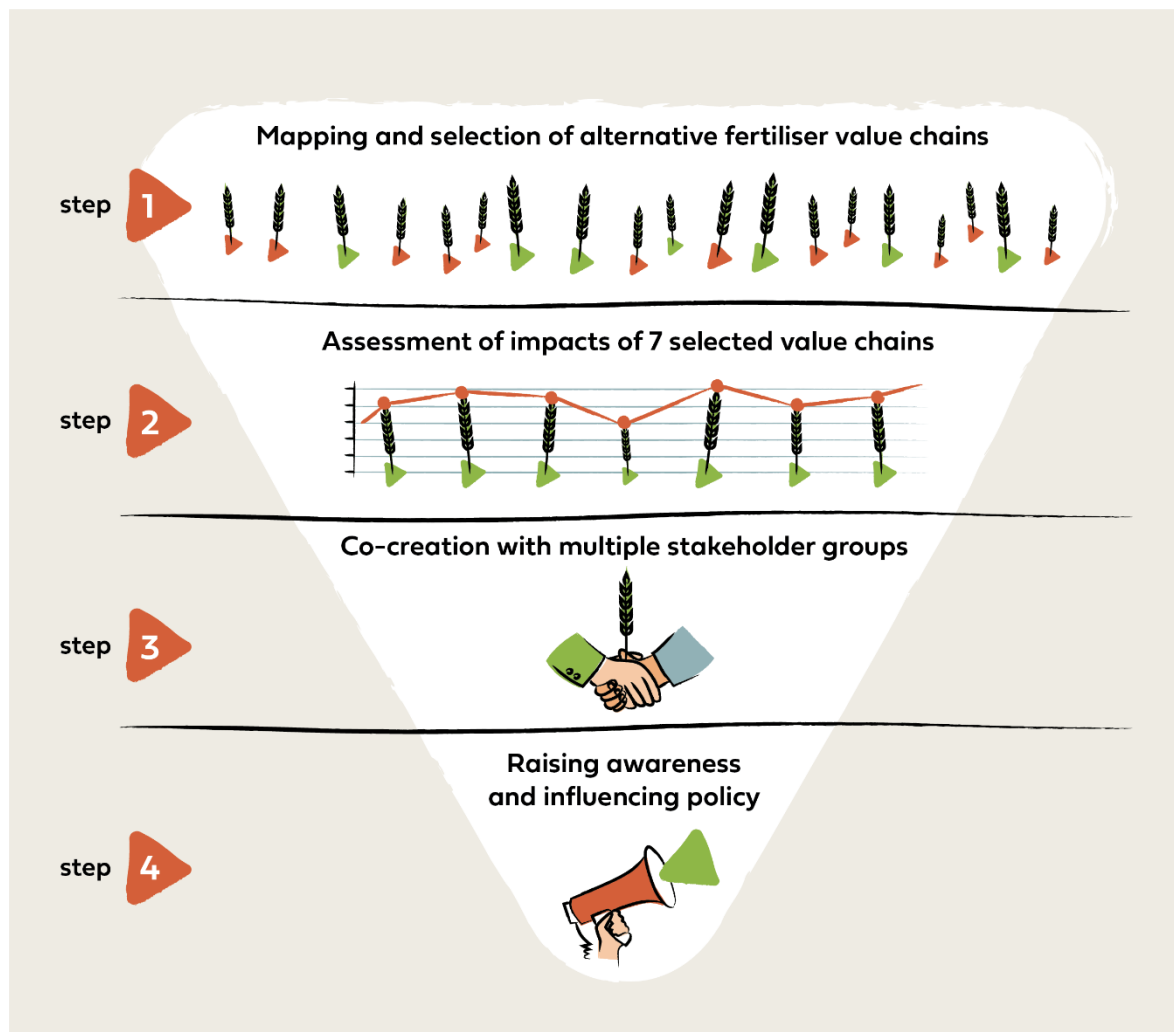 Mapping and selection of alternative fertiliser value chains
step 1
Assessment of impacts of 7 selected value chains
step 2
Co-creation with multiple stakeholder groups
step 3
Raising awareness
and influencing policy
step 4